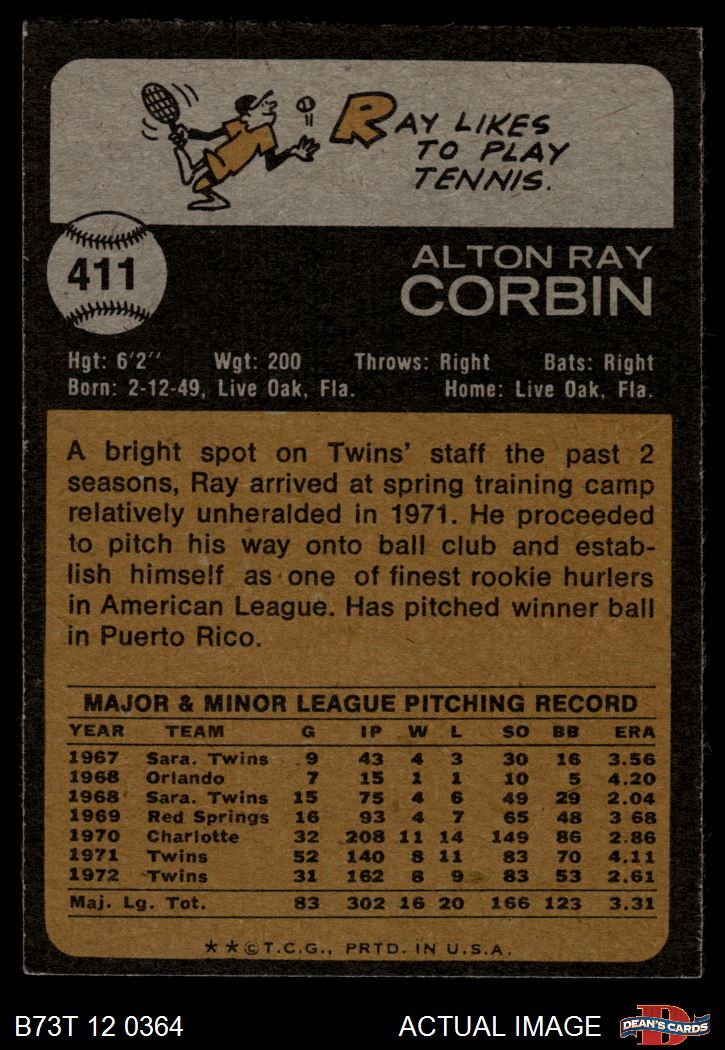 RAY LIKES
TO PLAY
TENNIS.
411
ALTON RAY
CORBIN
Hgt: 6'2'' Wgt: 200 Throws: Right Bats: Right
Born: 2-12-49, Live Oak, Fla. Home: Live Oak, Fla.
A bright spot on Twins' staff the past 2
seasons, Ray arrived at spring training camp
relatively unheralded in 1971. He proceeded
to pitch his way onto ball club and estab-
lish himself as one of finest rookie hurlers
in American League. Has pitched winner ball
in Puerto Rico.
MAJOR & MINOR LEAGUE PITCHING RECORD
YEAR TEAM G IP W L SO BB ERA
1967 Sara. Twins 9 43 4 3 30 16 3.56
1968 Orlando 7 15 1 1 10 5 4.20
1968 Sara. Twins 15 75 4 6 49 29 2.04
1969 Red Springs 16 93 4 7 65 48 3 68
1970 Charlotte 32 208 11 14 149 86 2.86
1971 Twins 52 140 8 11 83 70 4.11
1972 Twins 31 162 8 9 83 53 2.61
Maj. Lg. Tot. 83 302 16 20 166 123 3.31
★ ★ © T.C.G., PRTD. IN U.S.A.
B73T 12 0364 ACTUAL IMAGE D DEAN'S CARDS